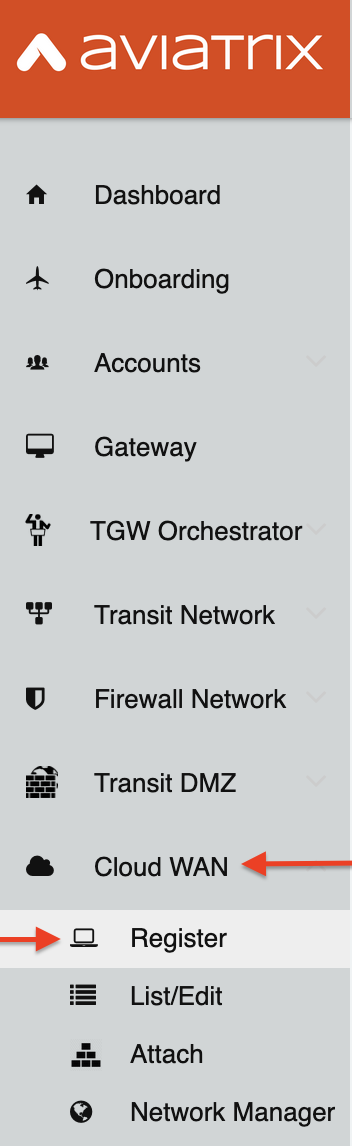 aviatrix
Dashboard
Onboarding
Accounts
Gateway
TGW Orchestrator
Transit Network
Firewall Network
Transit DMZ
Cloud WAN
Register
List/Edit
Attach
Network Manager